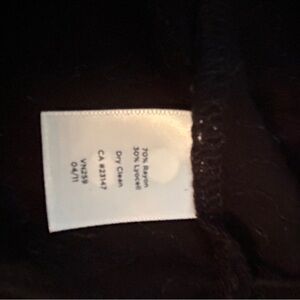 70% Rayon
30% Lyocell
Dry Clean
CA #23147
VN259
04/11